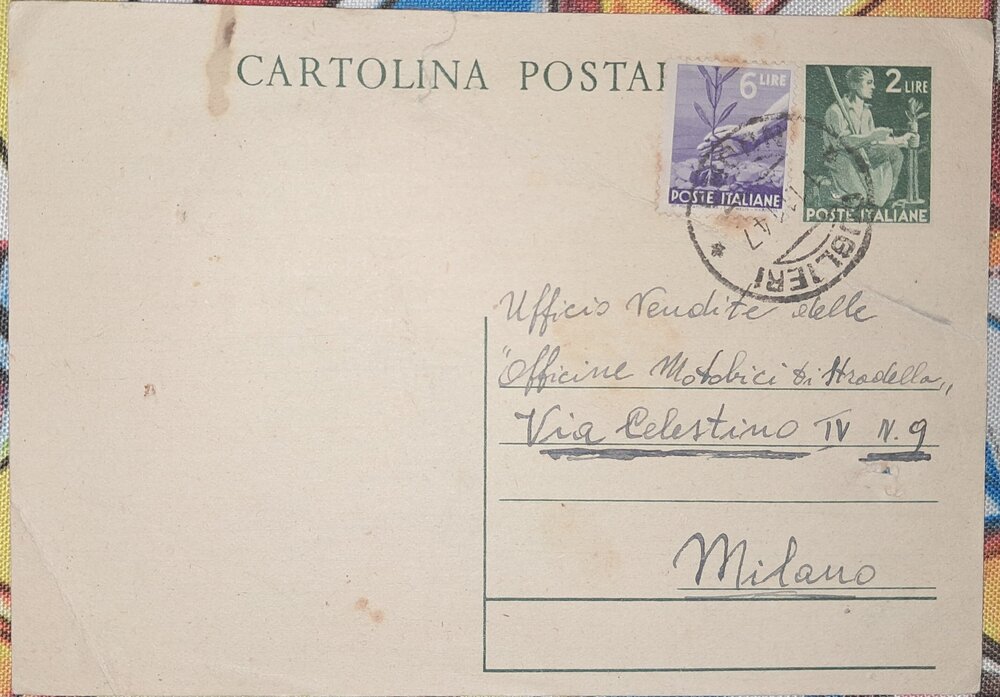 CARTOLINA POSTAL
6 LIRE
POSTE ITALIANE
2 LIRE
POSTE ITALIANE
47
Ufficio Vendite delle
"Officine Motobici di Stradella„
Via Celestino IV N. 9
Milano